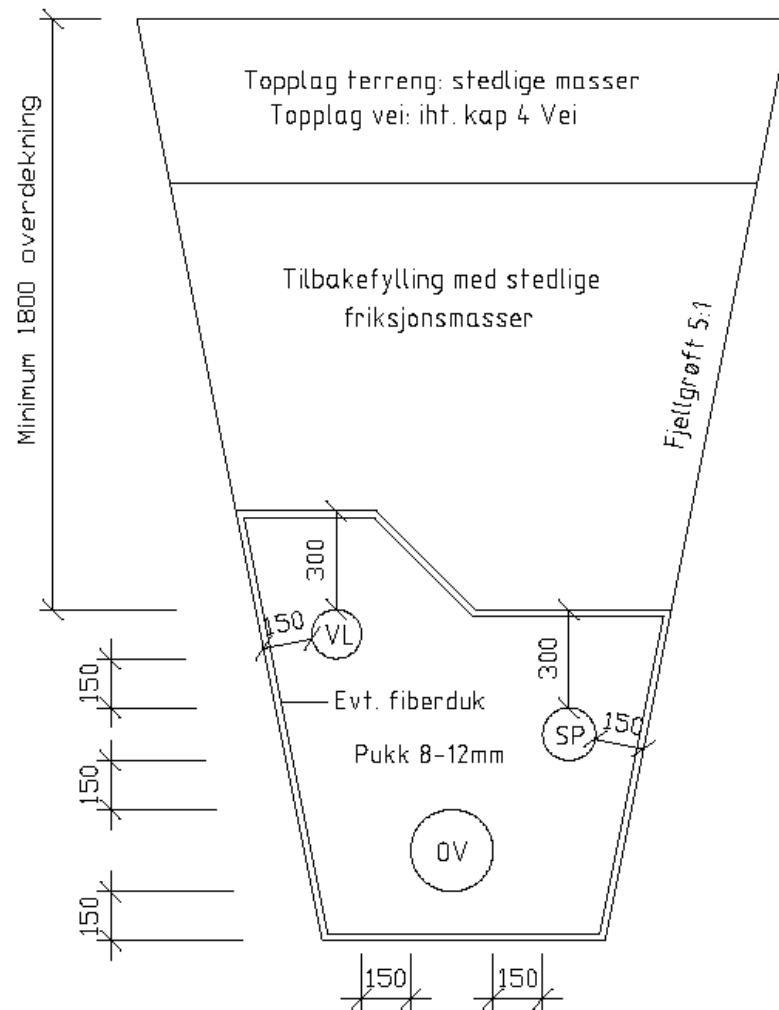 Topplag terreng: stedlige masser
Topplag vei: iht. kap 4 Vei
Minimum 1800 overdekning
Tilbakefylling med stedlige
friksjonsmasser
Fjellgrøft 5:1
300
150
VL
300
150
Evt. fiberduk
150
SP
Pukk 8-12mm
150
OV
150
150
150